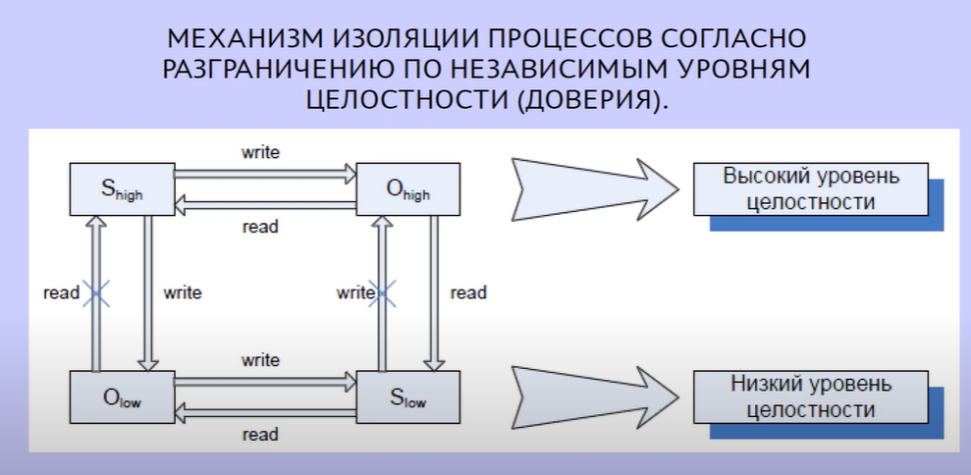 МЕХАНИЗМ ИЗОЛЯЦИИ ПРОЦЕССОВ СОГЛАСНО
РАЗГРАНИЧЕНИЮ ПО НЕЗАВИСИМЫМ УРОВНЯМ
ЦЕЛОСТНОСТИ (ДОВЕРИЯ).
write
Shigh
Ohigh
read
Высокий уровень
целостности
read
write
write
read
write
Olow
Slow
read
Низкий уровень
целостности